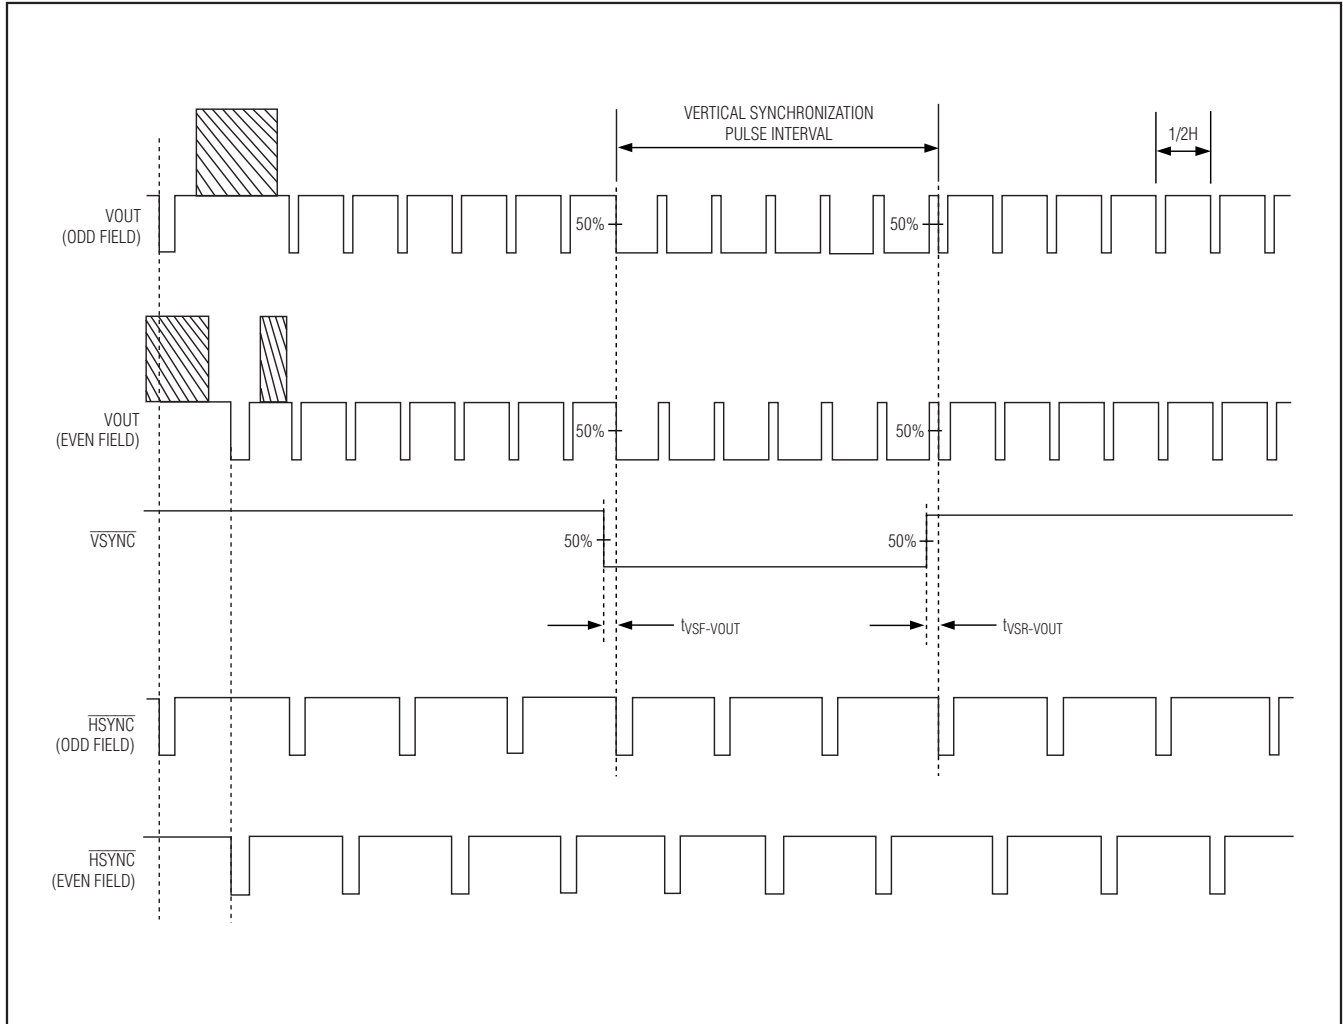 VERTICAL SYNCHRONIZATION
PULSE INTERVAL
1/2H
VOUT
(ODD FIELD)
50%
50%
VOUT
(EVEN FIELD)
50%
50%
VSYNC
50%
50%
tVSF-VOUT
tVSR-VOUT
HSYNC
(ODD FIELD)
HSYNC
(EVEN FIELD)